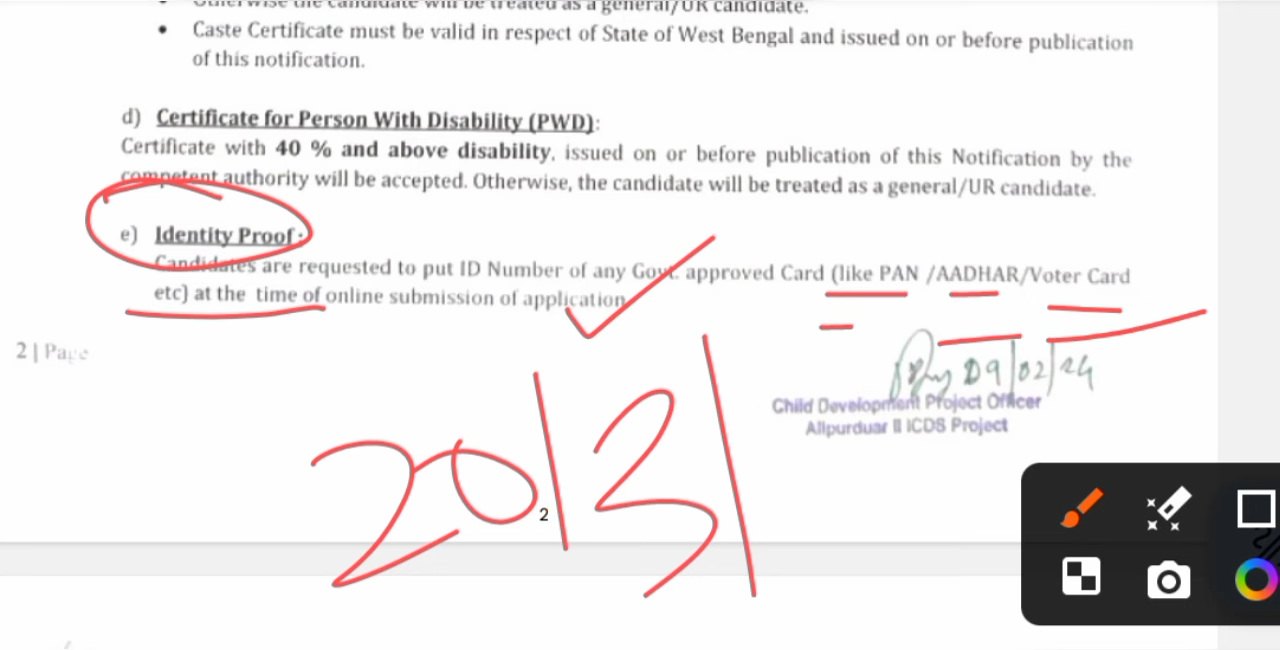 Otherwise the candidate will be treated as a general/UR candidate.
• Caste Certificate must be valid in respect of State of West Bengal and issued on or before publication
of this notification.
d) Certificate for Person With Disability (PWD):
Certificate with 40 % and above disability, issued on or before publication of this Notification by the
competent authority will be accepted. Otherwise, the candidate will be treated as a general/UR candidate.
e) Identity Proof:
Candidates are requested to put ID Number of any Govt. approved Card (like PAN /AADHAR/Voter Card
etc) at the time of online submission of application
2 | Page
09/02/24
Child Development Project Officer
Alipurduar II ICDS Project
20/3/
2